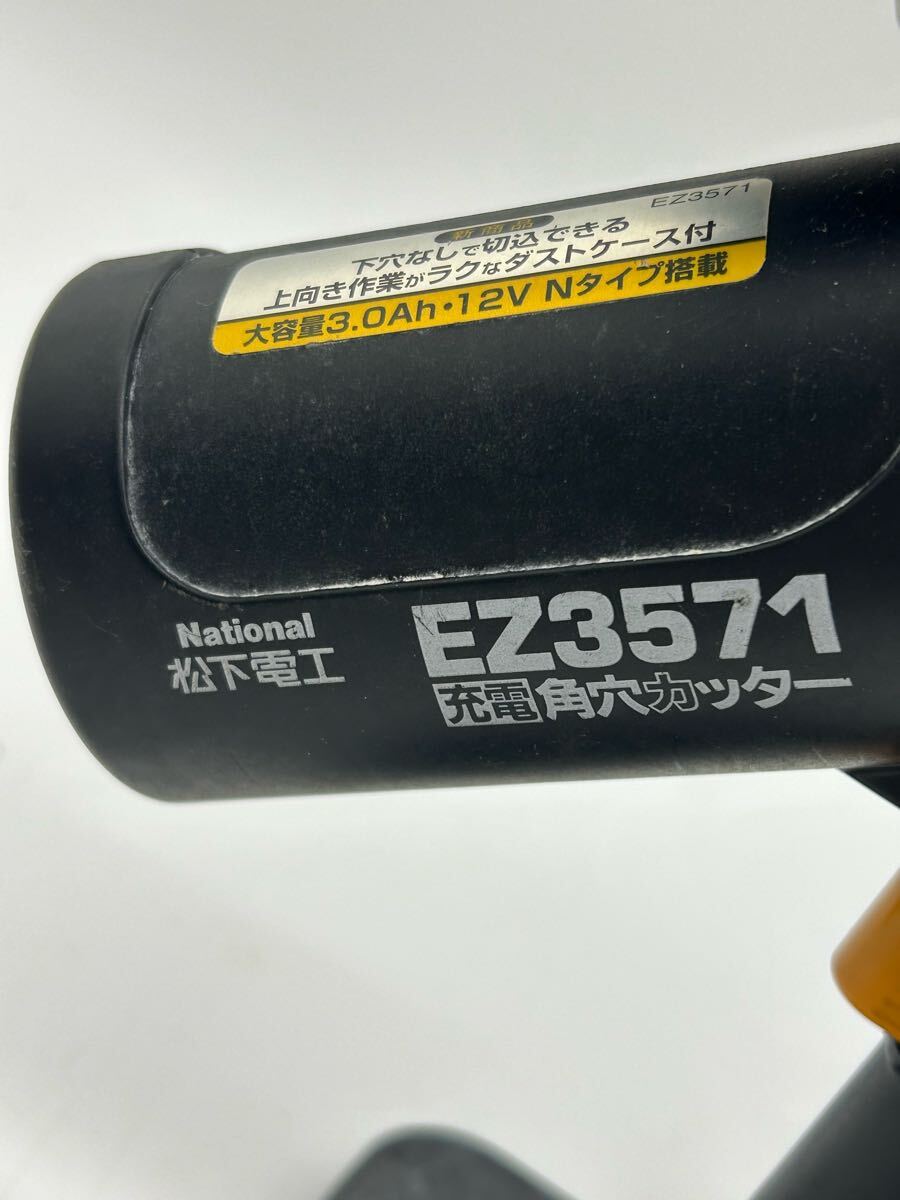 EZ3571
新商品
下穴なしで切込できる
上向き作業がラクなダストケース付
大容量3.0Ah・12V Nタイプ搭載
National
松下電工
EZ3571
充電角穴カッター